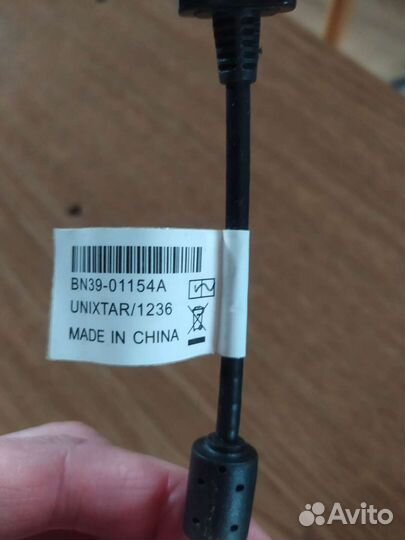 BN39-01154A
UNIXTAR/1236
MADE IN CHINA
Avito